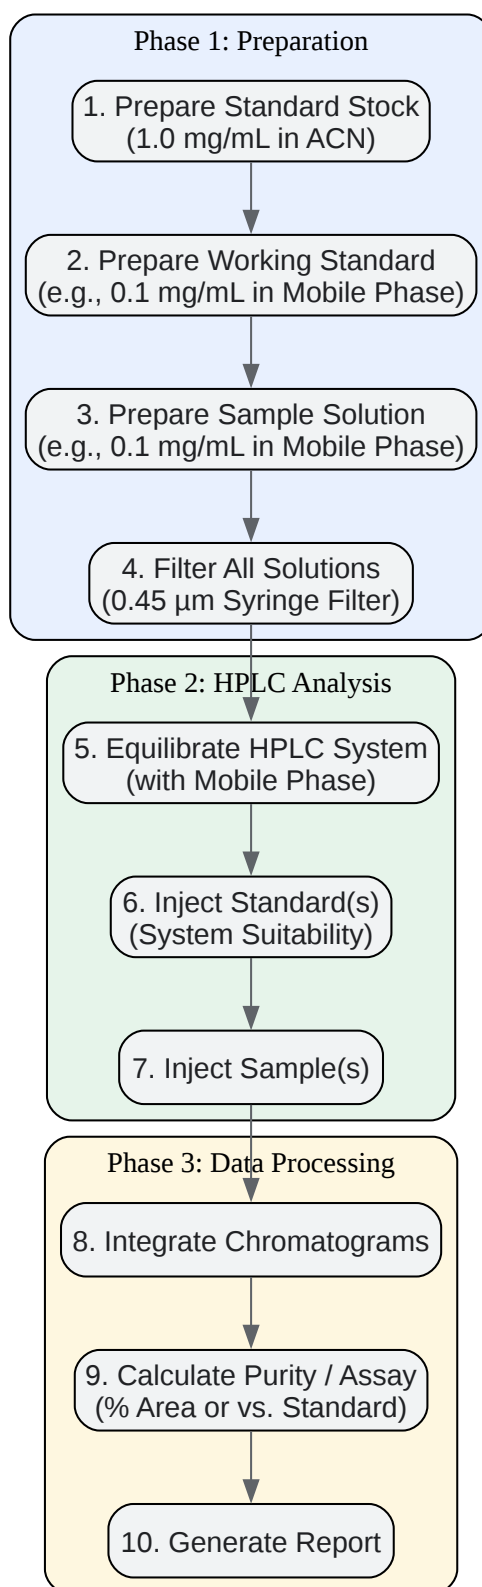 Phase 1: Preparation
1. Prepare Standard Stock
(1.0 mg/mL in ACN)
2. Prepare Working Standard
(e.g., 0.1 mg/mL in Mobile Phase)
3. Prepare Sample Solution
(e.g., 0.1 mg/mL in Mobile Phase)
4. Filter All Solutions
(0.45 µm Syringe Filter)
Phase 2: HPLC Analysis
5. Equilibrate HPLC System
(with Mobile Phase)
6. Inject Standard(s)
(System Suitability)
7. Inject Sample(s)
Phase 3: Data Processing
8. Integrate Chromatograms
9. Calculate Purity / Assay
(% Area or vs. Standard)
10. Generate Report